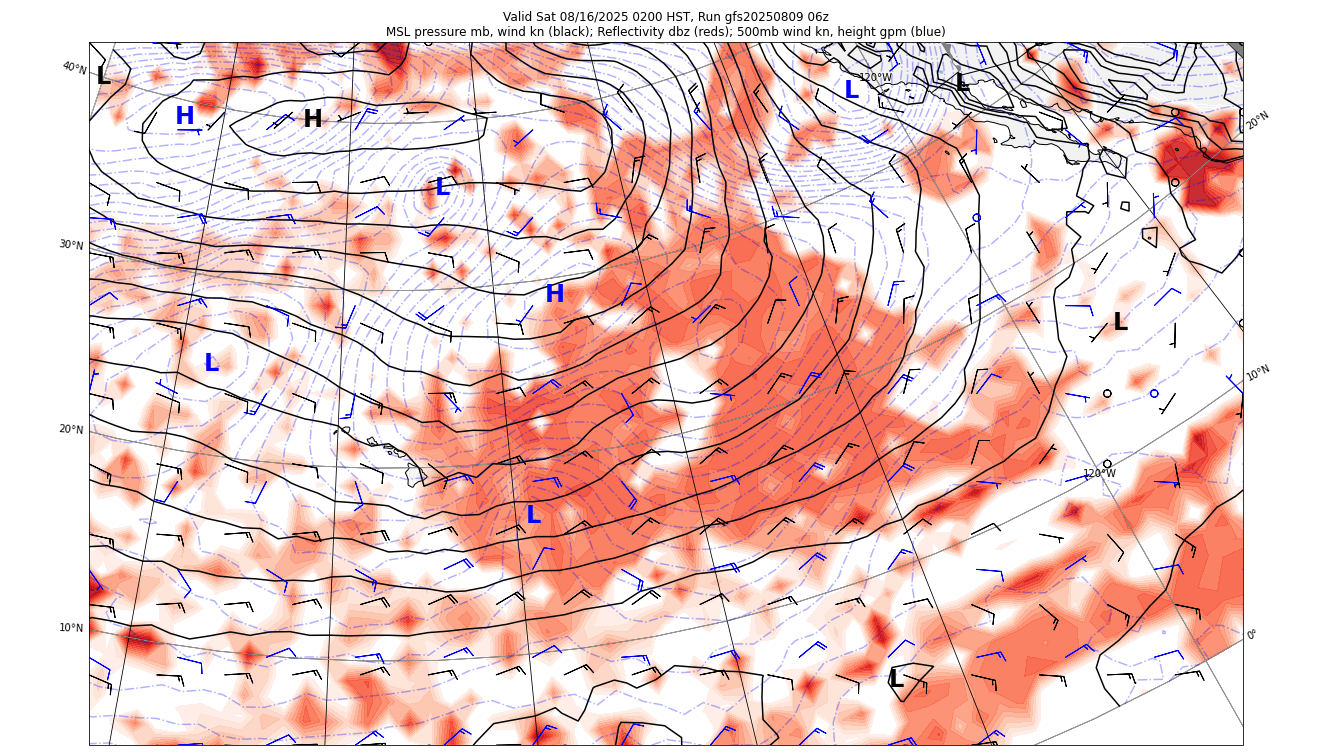 Valid Sat 08/16/2025 0200 HST, Run gfs20250809 06z
MSL pressure mb, wind kn (black); Reflectivity dbz (reds); 500mb wind kn, height gpm (blue)
40°N
L
H
H
L
120°W
L
L
20°N
30°N
H
L
L
10°N
20°N
120°W
L
10°N
0°
L